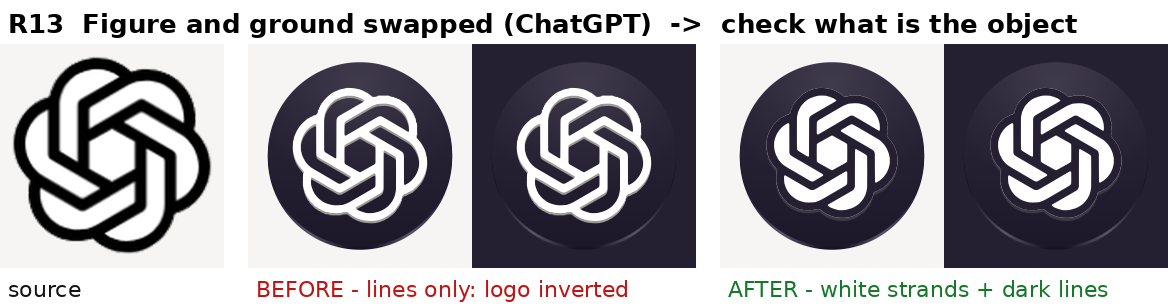 R13  Figure and ground swapped (ChatGPT)  ->  check what is the object
source
BEFORE - lines only: logo inverted
AFTER - white strands + dark lines